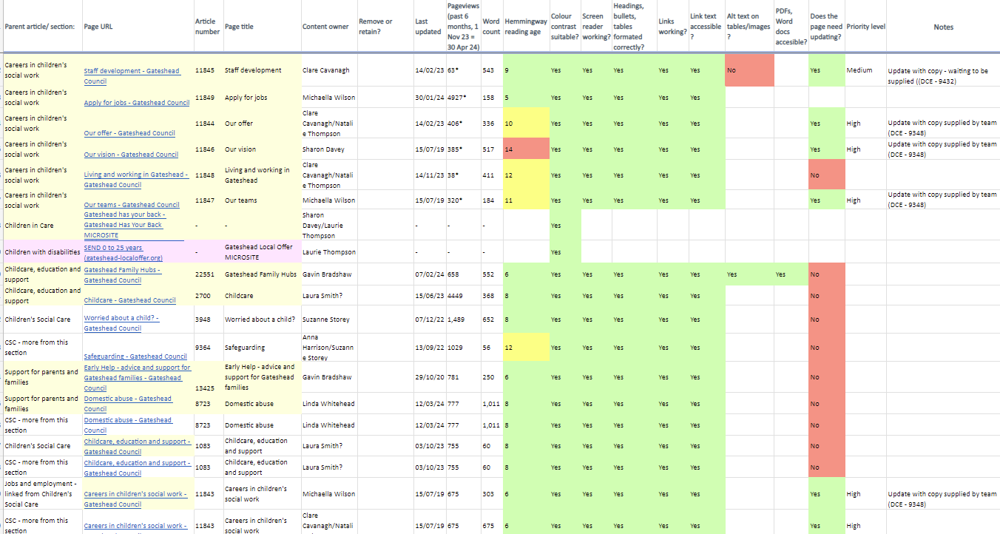 Parent article/ section: Page URL Article number Page title Content owner Remove or retain? Last updated Pageviews (past 6 months, 1 Nov 23 = 30 Apr 24) Word count Hemmingway reading age Colour contrast suitable? Screen reader working? Headings, bullets, tables formated correctly? Links working? Link text accessible ? Alt text on tables/images ? PDFs, Word docs accesible? Does the page need updating? Priority level Notes
Careers in children's social work Staff development - Gateshead Council 11845 Staff development Clare Cavanagh 14/02/23 63* 543 9 Yes Yes Yes Yes Yes No Yes Medium Update with copy - waiting to be supplied ((DCE - 9432)
Careers in children's social work Apply for jobs - Gateshead Council 11849 Apply for jobs Michaella Wilson 30/01/24 4927* 158 5 Yes Yes Yes Yes Yes
Careers in children's social work Our offer - Gateshead Council 11844 Our offer Clare Cavanagh/Natali e Thompson 14/02/23 406* 336 10 Yes Yes Yes Yes Yes Yes High Update with copy supplied by team (DCE - 9348)
Careers in children's social work Our vision - Gateshead Council 11846 Our vision Sharon Davey 15/07/19 385* 517 14 Yes Yes Yes Yes Yes Yes High Update with copy supplied by team (DCE - 9348)
Careers in children's social work Living and working in Gateshead - Gateshead Council 11848 Living and working in Gateshead Clare Cavanagh/Natali e Thompson 14/11/23 38* 411 12 Yes Yes Yes Yes Yes No
Careers in children's social work Our teams - Gateshead Council 11847 Our teams Michaella Wilson 15/07/19 320* 184 11 Yes Yes Yes Yes Yes Yes High Update with copy supplied by team (DCE - 9348)
Children in Care Gateshead has your back - Gateshead Has Your Back MICROSITE - - Sharon Davey/Laurie Thompson - - - Yes
Children with disabilities SEND 0 to 25 years (gateshead-localoffer.org) - Gateshead Local Offer MICROSITE Laurie Thompson - - - Yes
Childcare, education and support Gateshead Family Hubs - Gateshead Council 22551 Gateshead Family Hubs Gavin Bradshaw 07/02/24 658 552 6 Yes Yes Yes Yes Yes Yes Yes No
Childcare, education and support Childcare - Gateshead Council 2700 Childcare Laura Smith? 15/06/23 4449 368 8 Yes Yes Yes Yes Yes No
Children's Social Care Worried about a child? - Gateshead Council 3948 Worried about a child? Suzanne Storey 07/12/22 1,489 652 8 Yes Yes Yes Yes Yes No
CSC - more from this section Safeguarding - Gateshead Council 9364 Safeguarding Anna Harrison/Suzann e Storey 13/09/22 1029 56 12 Yes Yes Yes Yes Yes No
Support for parents and families Early Help - advice and support for Gateshead families - Gateshead Council 13425 Early Help - advice and support for Gateshead families Gavin Bradshaw 29/10/20 781 250 6 Yes Yes Yes Yes Yes No
Support for parents and families Domestic abuse - Gateshead Council 8723 Domestic abuse Linda Whitehead 12/03/24 777 1,011 8 Yes Yes Yes Yes Yes No
CSC - more from this section Domestic abuse - Gateshead Council 8723 Domestic abuse Linda Whitehead 12/03/24 777 1,011 8 Yes Yes Yes Yes Yes No
Children's Social Care Childcare, education and support - Gateshead Council 1083 Childcare, education and support Laura Smith? 03/10/23 755 60 8 Yes Yes Yes Yes Yes No
CSC - more from this section Childcare, education and support - Gateshead Council 1083 Childcare, education and support Laura Smith? 03/10/23 755 60 8 Yes Yes Yes Yes Yes No
Jobs and employment - linked from Children's Social Care Careers in children's social work - Gateshead Council 11843 Careers in children's social work Michaella Wilson 15/07/19 675 303 6 Yes Yes Yes Yes Yes Yes High Update with copy supplied by team (DCE - 9348)
CSC - more from this section Careers in children's social work - 11843 Careers in children's social work Clare Cavanagh/Natali 15/07/19 675 675 6 Yes Yes Yes Yes Yes Yes High